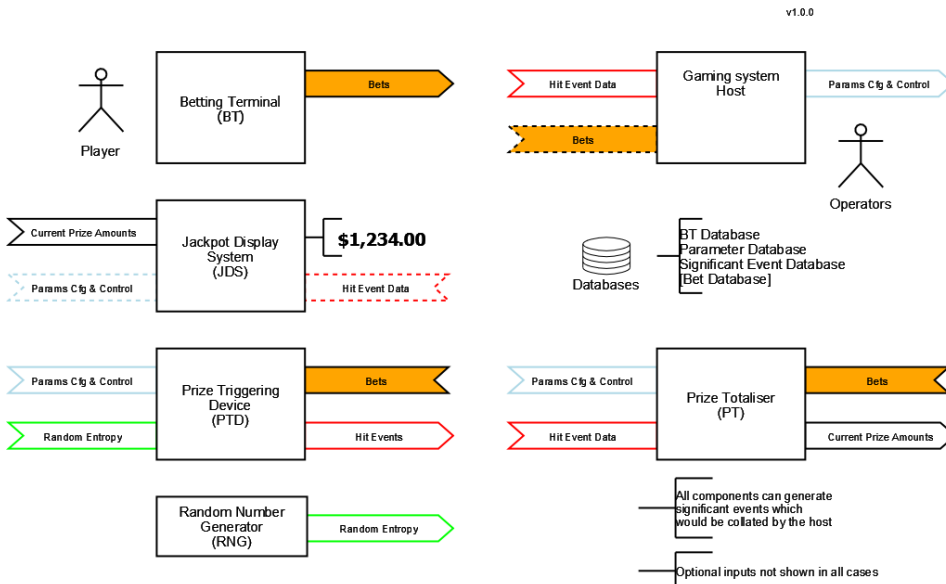 v1.0.0
Player
Betting Terminal
(BT)
Bets
Hit Event Data
Bets
Gaming system
Host
Params Cfg & Control
Operators
Current Prize Amounts
Params Cfg & Control
Jackpot Display
System
(JDS)
$1,234.00
Hit Event Data
Databases
BT Database
Parameter Database
Significant Event Database
[Bet Database]
Params Cfg & Control
Random Entropy
Prize Triggering
Device
(PTD)
Bets
Hit Events
Params Cfg & Control
Hit Event Data
Prize Totaliser
(PT)
Bets
Current Prize Amounts
Random Number
Generator
(RNG)
Random Entropy
All components can generate
significant events which
would be collated by the host
Optional inputs not shown in all cases